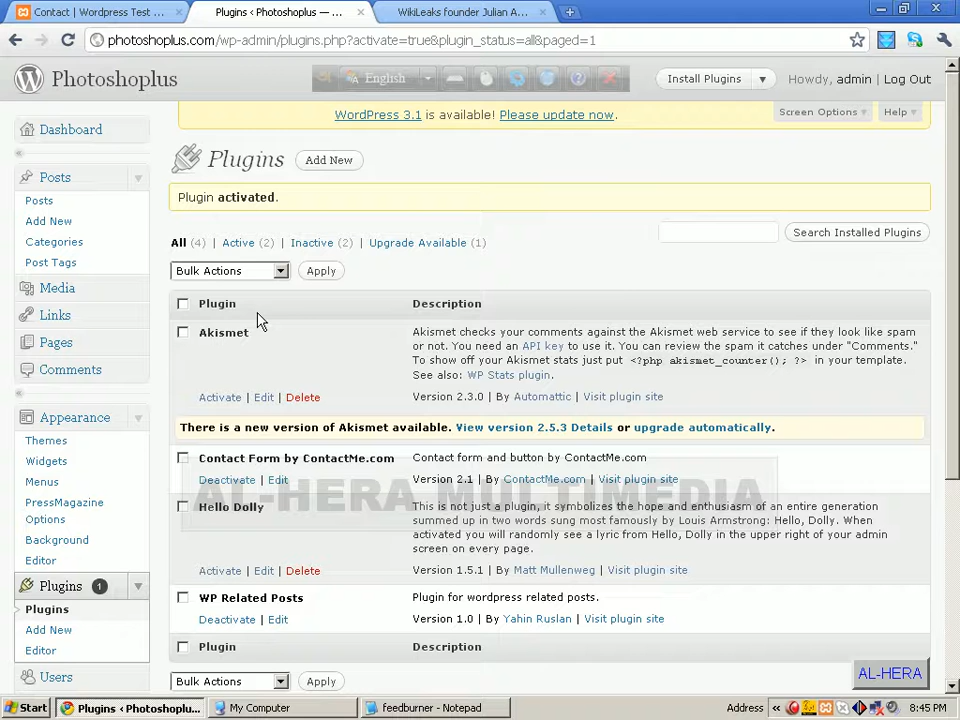 Contact | Wordpress Test ...
Plugins ‹ Photoshoplus — ...
WikiLeaks founder Julian A...
photoshoplus.com/wp-admin/plugins.php?activate=true&plugin_status=all&paged=1
Photoshoplus
English
Install Plugins
Howdy, admin | Log Out
WordPress 3.1 is available! Please update now.
Screen Options
Help
Dashboard
Posts
Posts
Add New
Categories
Post Tags
Media
Links
Pages
Comments
Appearance
Themes
Widgets
Menus
PressMagazine
Options
Background
Editor
Plugins 1
Plugins
Add New
Editor
Users
Plugins Add New
Plugin activated.
All (4) | Active (2) | Inactive (2) | Upgrade Available (1)
Search Installed Plugins
Bulk Actions Apply
Plugin Description
Akismet
Akismet checks your comments against the Akismet web service to see if they look like spam
or not. You need an API key to use it. You can review the spam it catches under "Comments."
To show off your Akismet stats just put <?php akismet_counter(); ?> in your template.
See also: WP Stats plugin.
Activate | Edit | Delete
Version 2.3.0 | By Automattic | Visit plugin site
There is a new version of Akismet available. View version 2.5.3 Details or upgrade automatically.
Contact Form by ContactMe.com
Contact form and button by ContactMe.com
Deactivate | Edit
Version 2.1 | By ContactMe.com | Visit plugin site
AL-HERA MULTIMEDIA
Hello Dolly
This is not just a plugin, it symbolizes the hope and enthusiasm of an entire generation
summed up in two words sung most famously by Louis Armstrong: Hello, Dolly. When
activated you will randomly see a lyric from Hello, Dolly in the upper right of your admin
screen on every page.
Activate | Edit | Delete
Version 1.5.1 | By Matt Mullenweg | Visit plugin site
WP Related Posts
Plugin for wordpress related posts.
Deactivate | Edit
Version 1.0 | By Yahin Ruslan | Visit plugin site
Plugin Description
Bulk Actions Apply
AL-HERA
Start
Plugins ‹ Photoshoplu...
My Computer
feedburner - Notepad
Address
8:45 PM